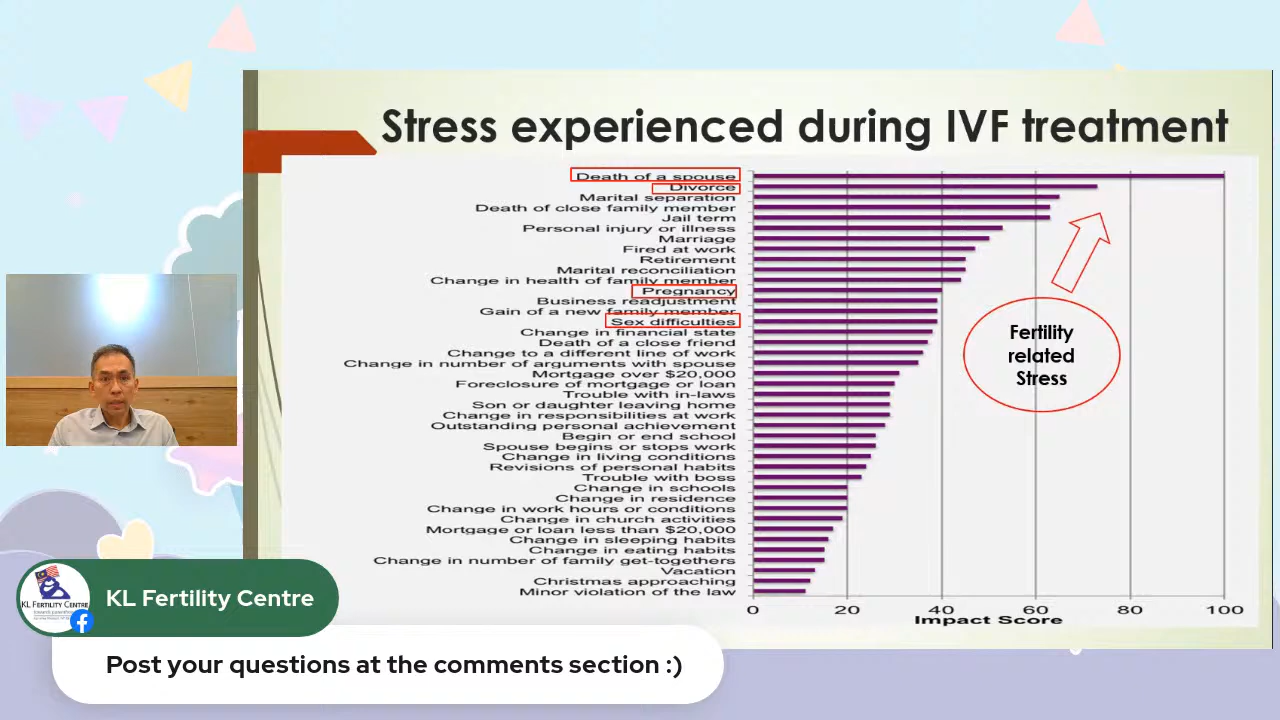 Stress experienced during IVF treatment
Death of a spouse
Divorce
Marital separation
Death of close family member
Jail term
Personal injury or illness
Marriage
Fired at work
Retirement
Marital reconciliation
Change in health of family member
Pregnancy
Business readjustment
Gain of a new family member
Sex difficulties
Change in financial state
Death of a close friend
Change to a different line of work
Change in number of arguments with spouse
Mortgage over $20,000
Foreclosure of mortgage or loan
Trouble with in-laws
Son or daughter leaving home
Change in responsibilities at work
Outstanding personal achievement
Begin or end school
Spouse begins or stops work
Change in living conditions
Revisions of personal habits
Trouble with boss
Change in schools
Change in residence
Change in work hours or conditions
Change in church activities
Mortgage or loan less than $20,000
Change in sleeping habits
Change in eating habits
Change in number of family get-togethers
Vacation
Christmas approaching
Minor violation of the law
0 20 40 60 80 100
Impact Score
Fertility
related
Stress
KL FERTILITY CENTRE
KL Fertility Centre
Post your questions at the comments section :)